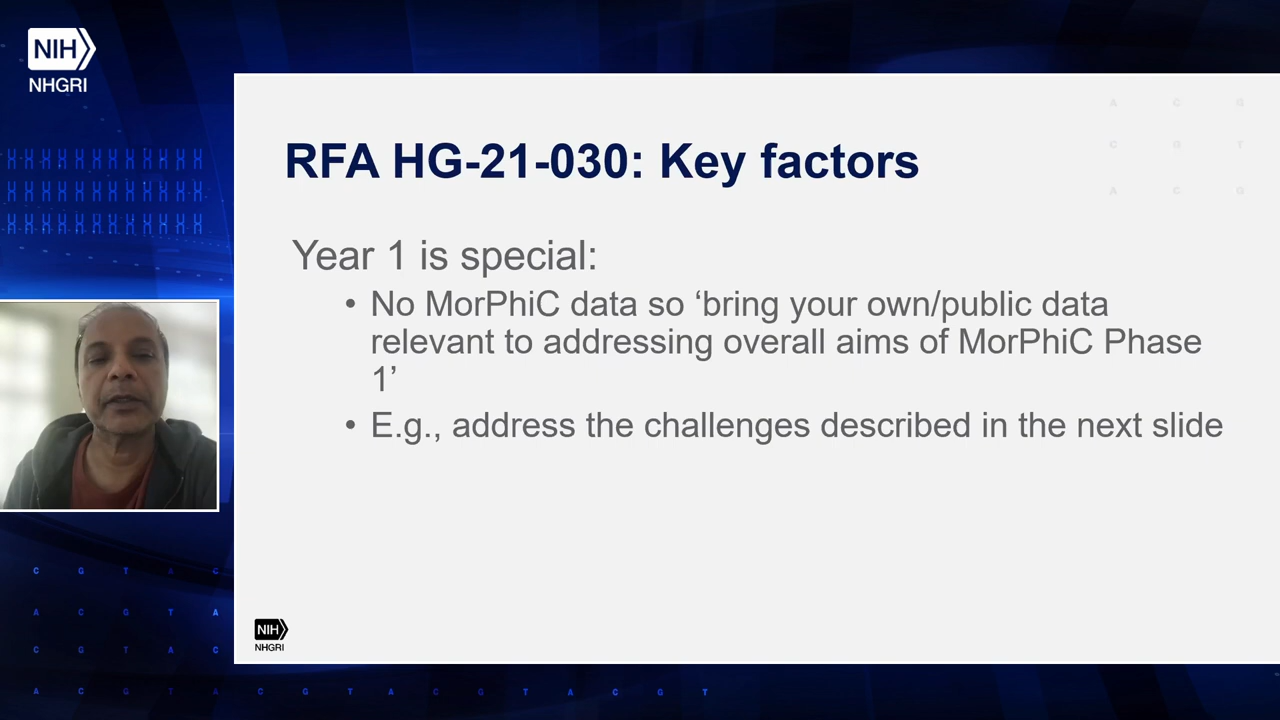 NIH
NHGRI
RFA HG-21-030: Key factors
Year 1 is special:
• No MorPhiC data so ‘bring your own/public data
relevant to addressing overall aims of MorPhiC Phase
1’
• E.g., address the challenges described in the next slide
NIH
NHGRI
A C G
C G T
A C G
C G T A C
A C G T A
C G T A C
A C G T A C G T A C G T A C G T